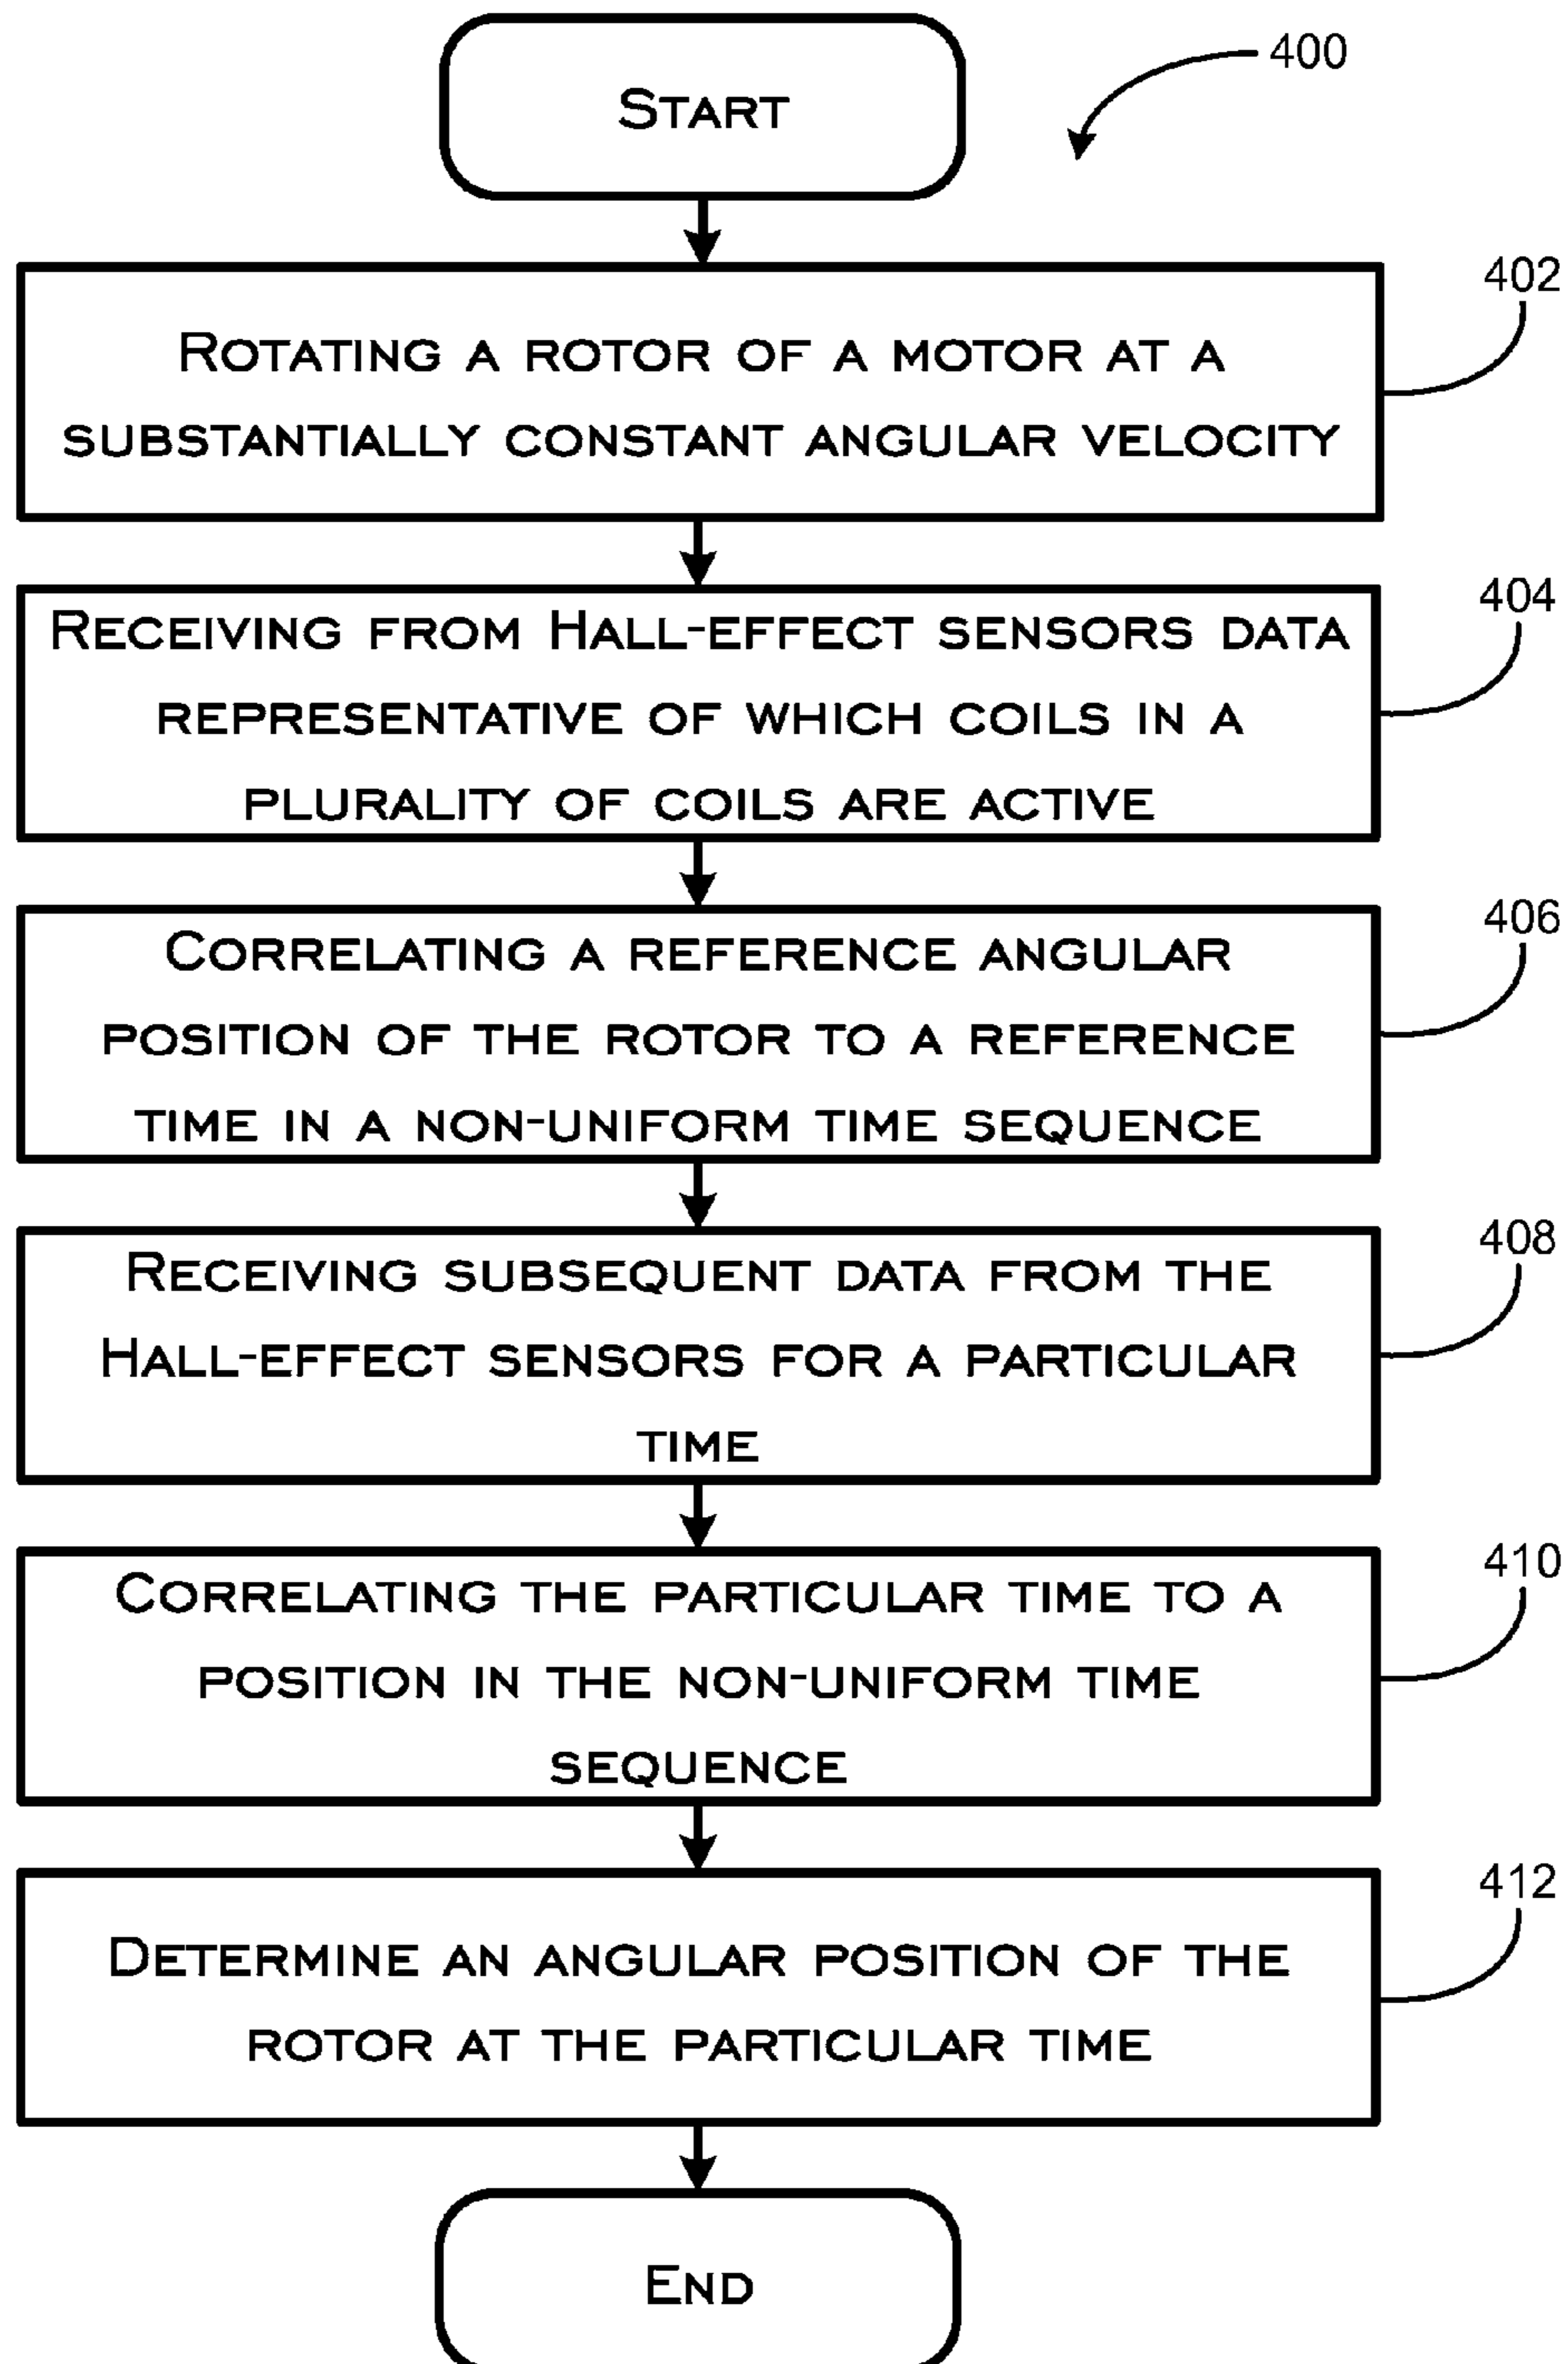 START
400
402
ROTATING A ROTOR OF A MOTOR AT A
SUBSTANTIALLY CONSTANT ANGULAR VELOCITY
404
RECEIVING FROM HALL-EFFECT SENSORS DATA
REPRESENTATIVE OF WHICH COILS IN A
PLURALITY OF COILS ARE ACTIVE
406
CORRELATING A REFERENCE ANGULAR
POSITION OF THE ROTOR TO A REFERENCE
TIME IN A NON-UNIFORM TIME SEQUENCE
408
RECEIVING SUBSEQUENT DATA FROM THE
HALL-EFFECT SENSORS FOR A PARTICULAR
TIME
410
CORRELATING THE PARTICULAR TIME TO A
POSITION IN THE NON-UNIFORM TIME
SEQUENCE
412
DETERMINE AN ANGULAR POSITION OF THE
ROTOR AT THE PARTICULAR TIME
END